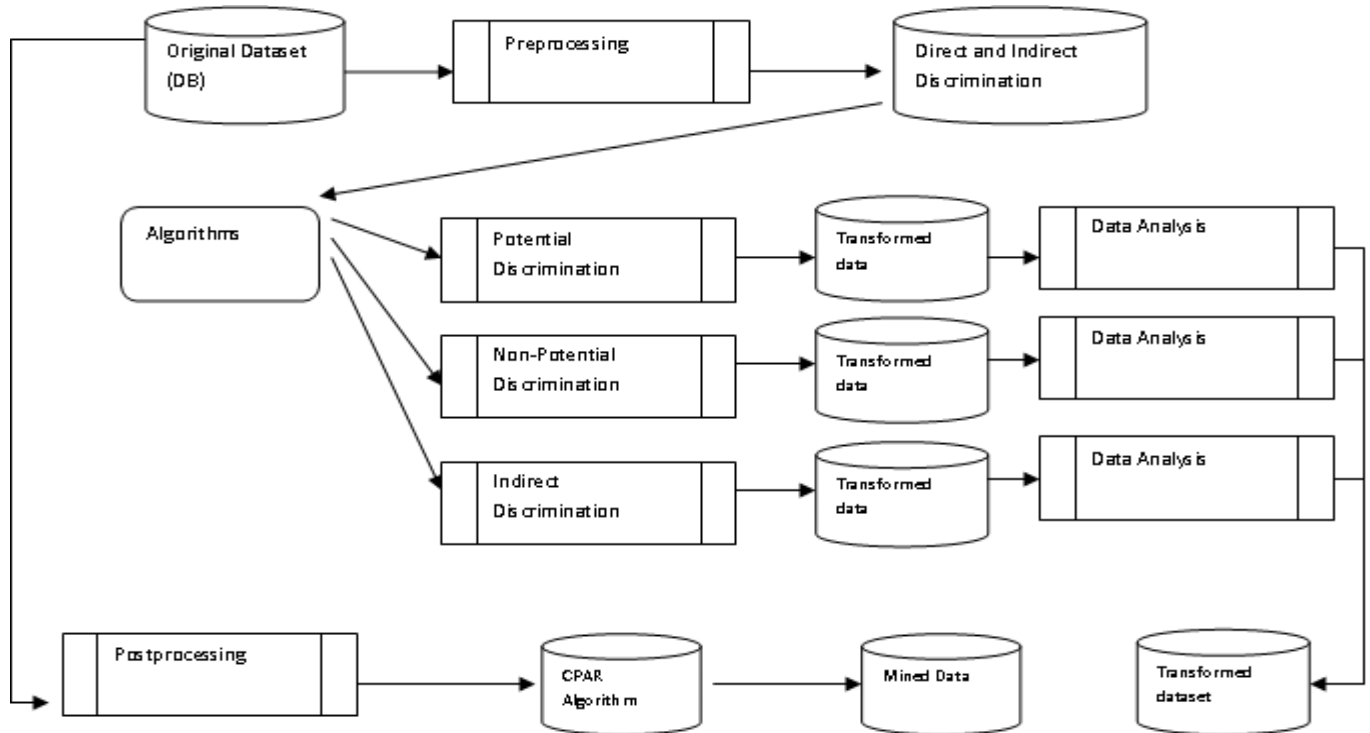 Original Dataset
(DB)
Preprocessing
Direct and Indirect
Discrimination
Algorithms
Potential
Discrimination
Transformed
data
Data Analysis
Non-Potential
Discrimination
Transformed
data
Data Analysis
Indirect
Discrimination
Transformed
data
Data Analysis
Postprocessing
CPAR
Algorithm
Mined Data
Transformed
dataset